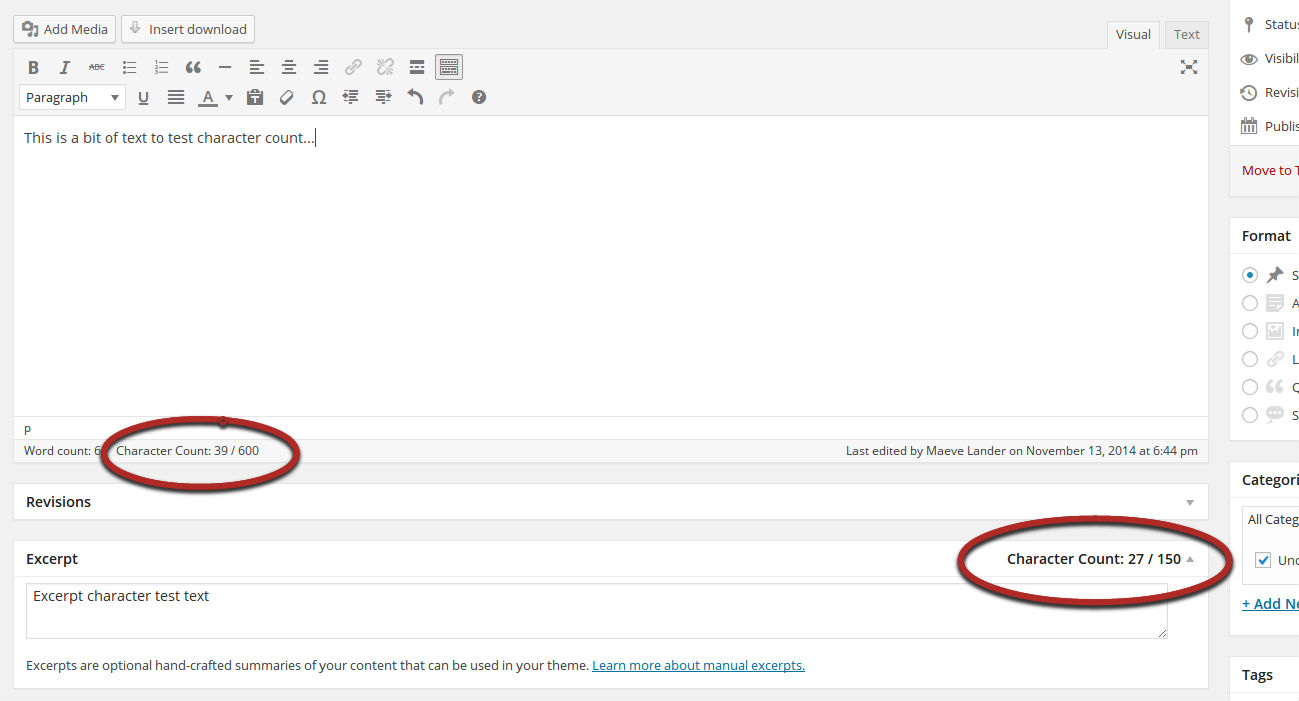 Add Media Insert download
Visual Text
B I ABC
Paragraph U A Ω ?
This is a bit of text to test character count...
p
Word count: 6 Character Count: 39 / 600 Last edited by Maeve Lander on November 13, 2014 at 6:44 pm
Revisions
Excerpt Character Count: 27 / 150
Excerpt character test text
Excerpts are optional hand-crafted summaries of your content that can be used in your theme. Learn more about manual excerpts.
Status
Visibil
Revisi
Publis
Move to T
Format
S
A
L
Q
S
Categori
All Categ
Unc
+ Add Ne
Tags